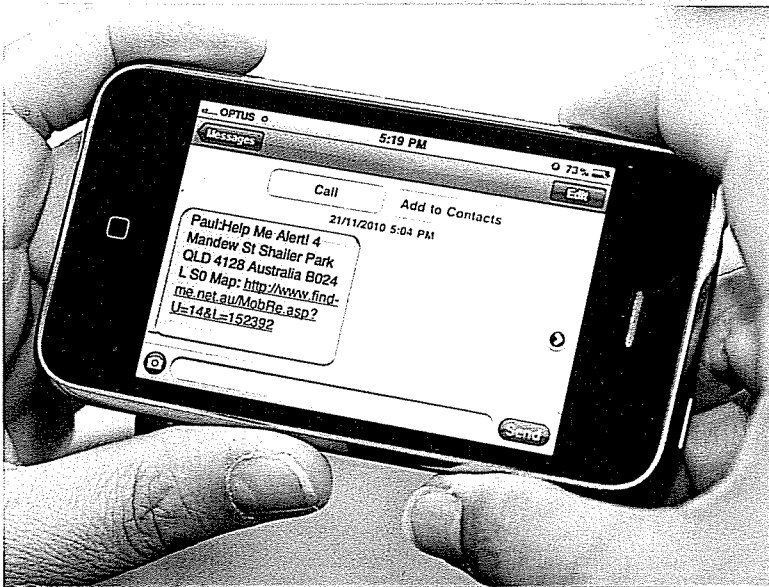 OPTUS
5:19 PM
73%
Messages
Edit
Call
Add to Contacts
21/11/2010 5:04 PM
Paul:Help Me Alert! 4
Mandew St Shailer Park
QLD 4128 Australia B024
L S0 Map: http://www.find-
me.net.au/MobRe.asp?
U=14&L=152392
Send